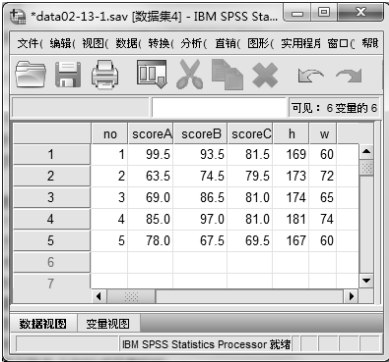 *data02-13-1.sav [数据集4] - IBM SPSS Sta...
文件( 编辑( 视图( 数据( 转换( 分析( 直销( 图形( 实用程序 窗口( 帮助
可见： 6 变量的 6
no scoreA scoreB scoreC h w
1 1 99.5 93.5 81.5 169 60
2 2 63.5 74.5 79.5 173 72
3 3 69.0 86.5 81.0 174 65
4 4 85.0 97.0 81.0 181 74
5 5 78.0 67.5 69.5 167 60
6
7
数据视图 变量视图
IBM SPSS Statistics Processor 就绪